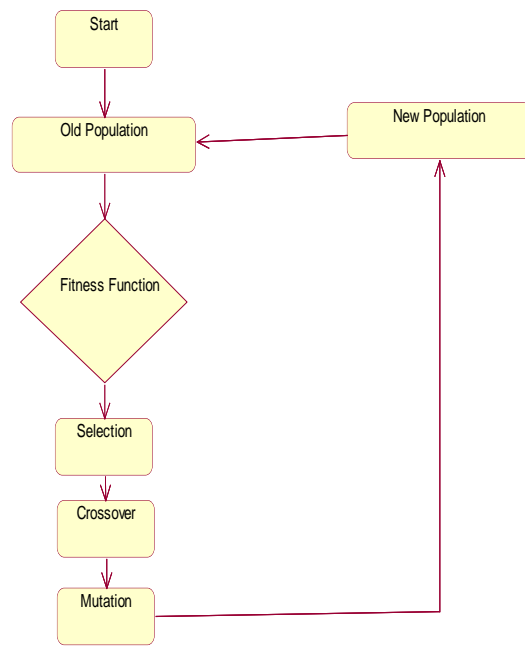 Start
Old Population
New Population
Fitness Function
Selection
Crossover
Mutation